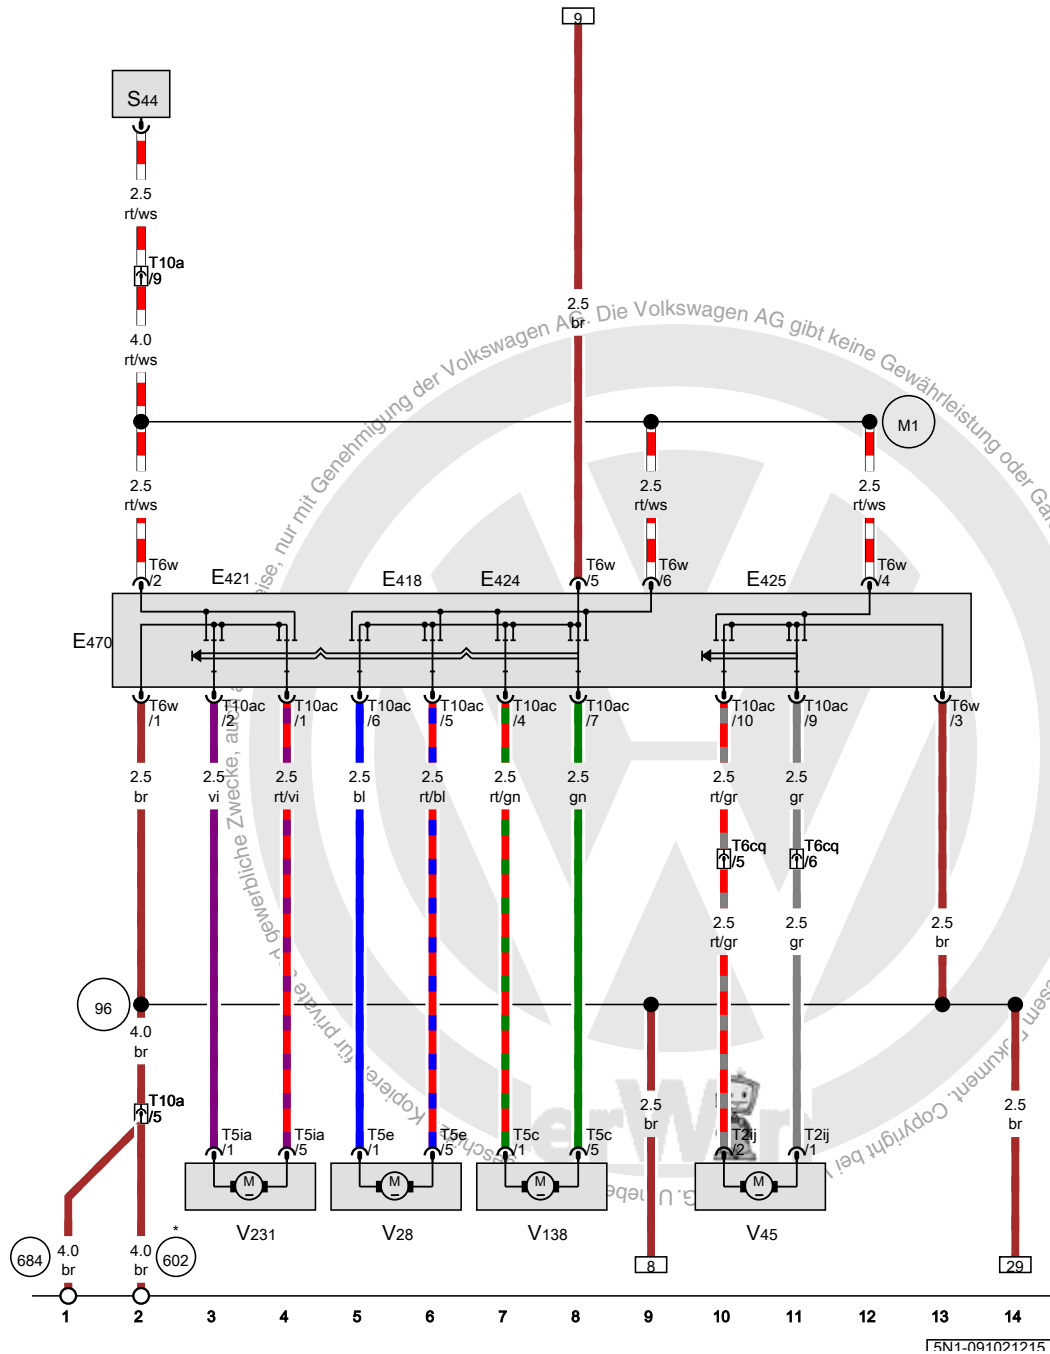 9
S44
2.5
rt/ws
T10a
/9
4.0
rt/ws
2.5
br
M1
2.5
rt/ws
2.5
rt/ws
2.5
rt/ws
T6w
/2
E421
E418
E424
T6w
/5
T6w
/6
E425
T6w
/4
E470
T6w
/1
T10ac
/2
T10ac
/1
T10ac
/6
T10ac
/5
T10ac
/4
T10ac
/7
T10ac
/10
T10ac
/9
T6w
/3
2.5
br
2.5
vi
2.5
rt/vi
2.5
bl
2.5
rt/bl
2.5
rt/gn
2.5
gn
2.5
rt/gr
2.5
gr
T6cq
/5
T6cq
/6
2.5
rt/gr
2.5
gr
2.5
br
96
4.0
br
T10a
/5
2.5
br
2.5
br
T5ia
/1
T5ia
/5
T5e
/1
T5e
/5
T5c
/1
T5c
/5
T2ij
/2
T2ij
/1
M
M
M
M
V231
V28
V138
V45
684
4.0
br
4.0
br
*
602
8
29
1 2 3 4 5 6 7 8 9 10 11 12 13 14
5N1-091021215
nur mit Genehmigung der Volkswagen AG. Die Volkswagen AG gibt keine Gewährleistung oder
für private gewerbliche Zwecke,
Dokument. Copyright bei
erWin